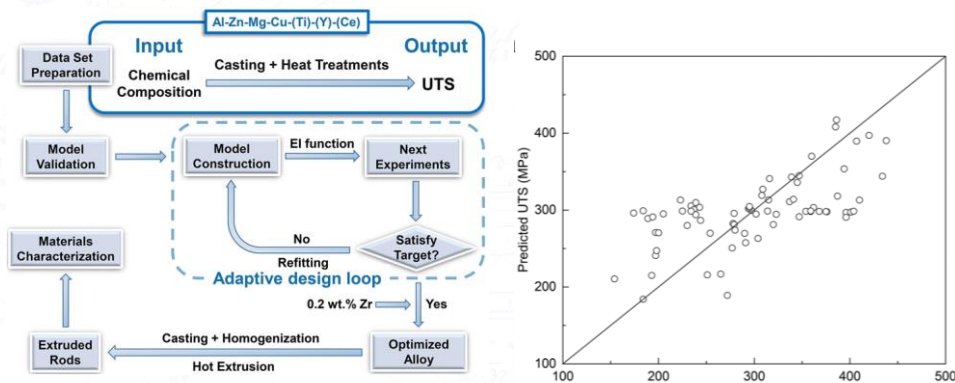 Al-Zn-Mg-Cu-(Ti)-(Y)-(Ce)
Data Set
Preparation
Input
Output
Chemical
Composition
Casting + Heat Treatments
UTS
Model
Validation
Model
Construction
EI function
Next
Experiments
No
Refitting
Satisfy
Target?
Adaptive design loop
0.2 wt.% Zr
Yes
Materials
Characterization
Extruded
Rods
Casting + Homogenization
Hot Extrusion
Optimized
Alloy
Predicted UTS (MPa)
500
400
300
200
100
100
200
300
400
500